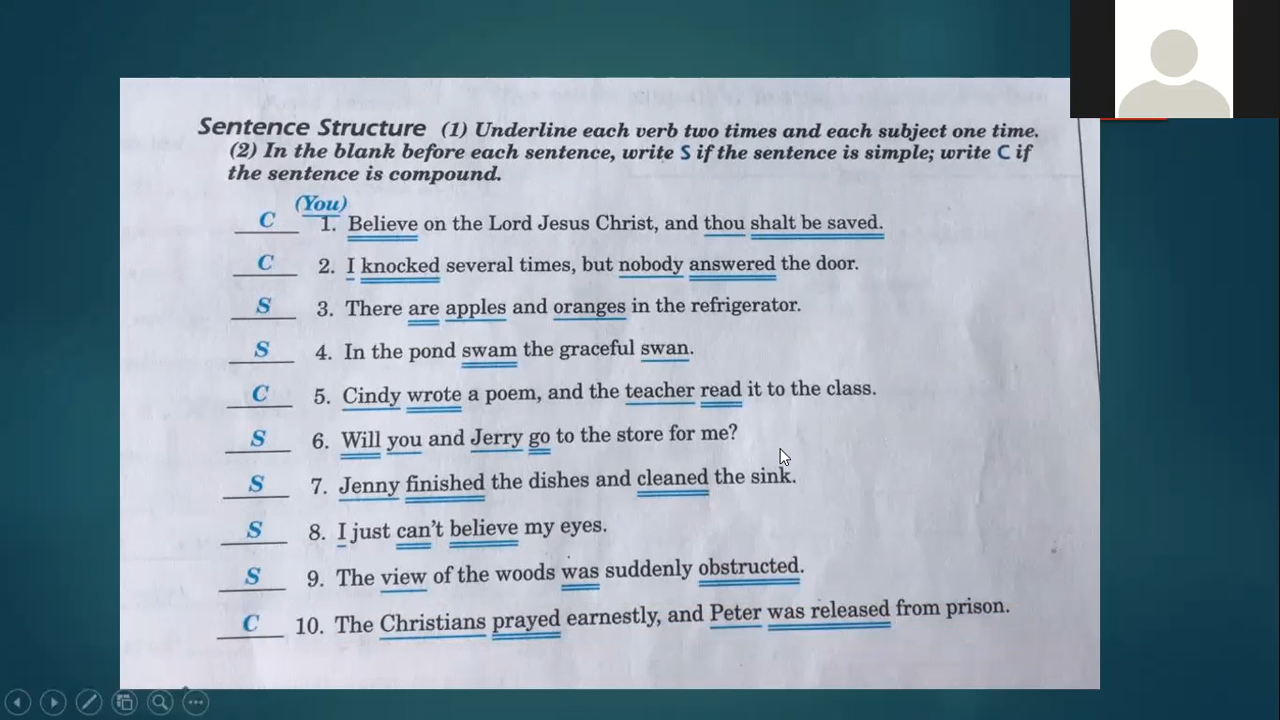 Sentence Structure (1) Underline each verb two times and each subject one time.
(2) In the blank before each sentence, write S if the sentence is simple; write C if
the sentence is compound.
(You)
C 1. Believe on the Lord Jesus Christ, and thou shalt be saved.
C 2. I knocked several times, but nobody answered the door.
S 3. There are apples and oranges in the refrigerator.
S 4. In the pond swam the graceful swan.
C 5. Cindy wrote a poem, and the teacher read it to the class.
S 6. Will you and Jerry go to the store for me?
S 7. Jenny finished the dishes and cleaned the sink.
S 8. I just can't believe my eyes.
S 9. The view of the woods was suddenly obstructed.
C 10. The Christians prayed earnestly, and Peter was released from prison.